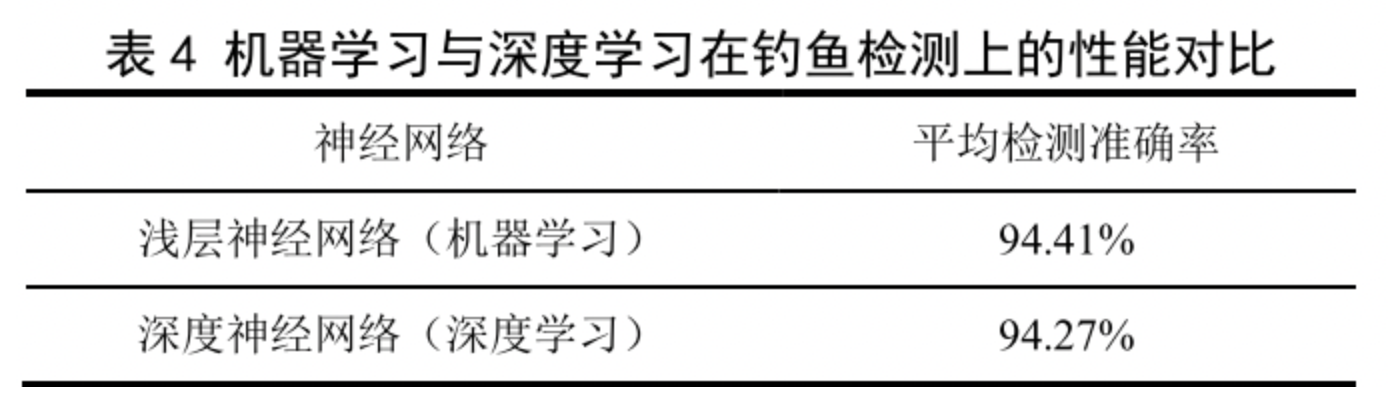 表 4 机器学习与深度学习在钓鱼检测上的性能对比
神经网络 平均检测准确率
浅层神经网络（机器学习） 94.41%
深度神经网络（深度学习） 94.27%